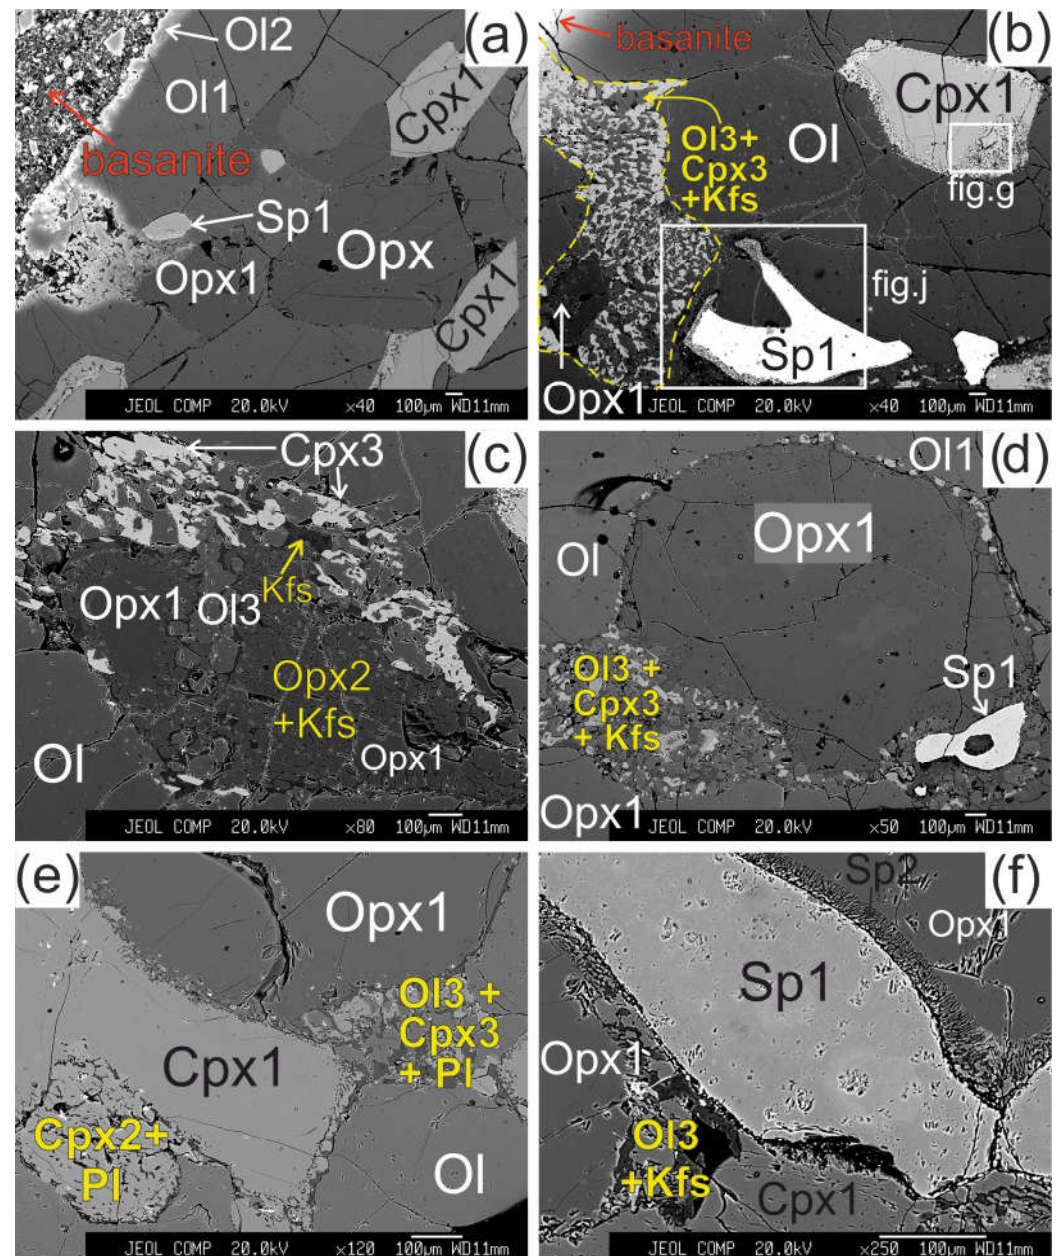 (a)
Ol2
Ol1
basanite
Cpx1
Sp1
Opx
Opx1
Cpx1
JEOL COMP 20.0kV ×40 100µm WD11mm
(b)
basanite
Cpx1
Ol3+
Cpx3
+Kfs
Ol
fig.g
fig.j
Sp1
Opx1
JEOL COMP 20.0kV ×40 100µm WD11mm
(c)
Cpx3
Kfs
Opx1
Ol3
Opx2
+Kfs
Opx1
Ol
JEOL COMP 20.0kV ×80 100µm WD11mm
(d)
Ol1
Opx1
Ol
Ol3 +
Cpx3
+ Kfs
Sp1
Opx1
JEOL COMP 20.0kV ×50 100µm WD11mm
(e)
Opx1
Ol3 +
Cpx3
+ Pl
Cpx1
Cpx2+
Pl
Ol
JEOL COMP 20.0kV ×120 100µm WD11mm
(f)
Sp2
Opx1
Sp1
Opx1
Ol3
+Kfs
Cpx1
JEOL COMP 20.0kV ×250 100µm WD11mm